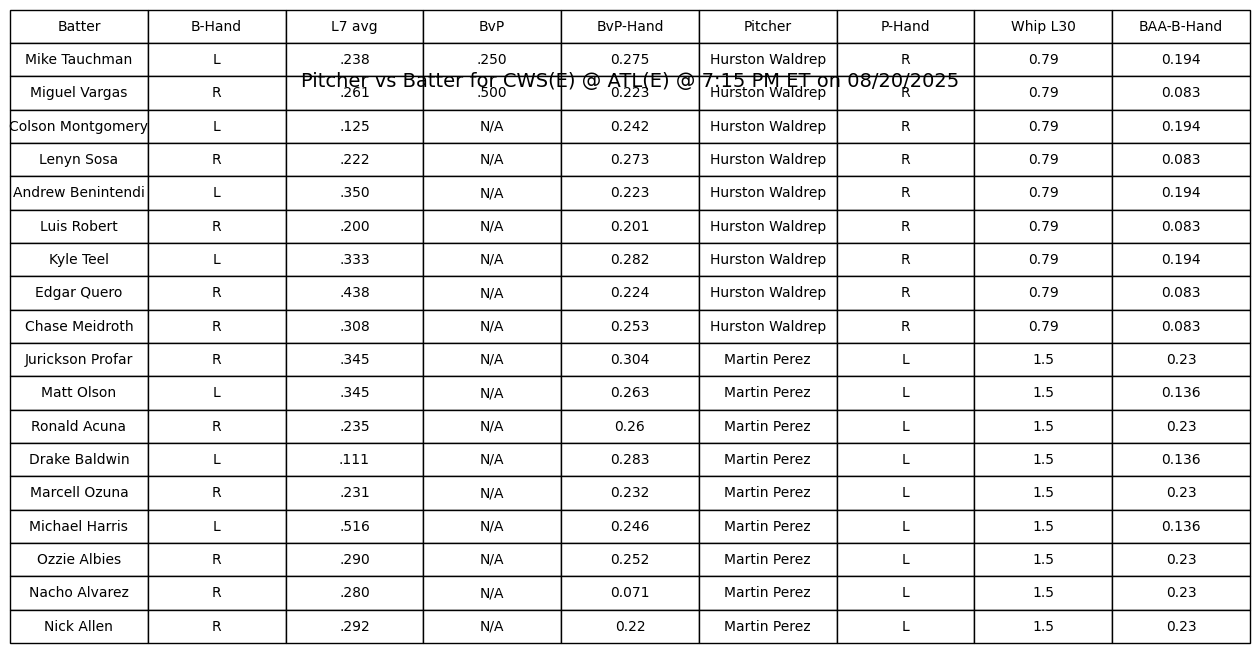 Batter B-Hand L7 avg BvP BvP-Hand Pitcher P-Hand Whip L30 BAA-B-Hand
Mike Tauchman L .238 .250 0.275 Hurston Waldrep R 0.79 0.194
Pitcher vs Batter for CWS(E) @ ATL(E) @ 7:15 PM ET on 08/20/2025
Miguel Vargas R .261 .500 0.223 Hurston Waldrep R 0.79 0.083
Colson Montgomery L .125 N/A 0.242 Hurston Waldrep R 0.79 0.194
Lenyn Sosa R .222 N/A 0.273 Hurston Waldrep R 0.79 0.083
Andrew Benintendi L .350 N/A 0.223 Hurston Waldrep R 0.79 0.194
Luis Robert R .200 N/A 0.201 Hurston Waldrep R 0.79 0.083
Kyle Teel L .333 N/A 0.282 Hurston Waldrep R 0.79 0.194
Edgar Quero R .438 N/A 0.224 Hurston Waldrep R 0.79 0.083
Chase Meidroth R .308 N/A 0.253 Hurston Waldrep R 0.79 0.083
Jurickson Profar R .345 N/A 0.304 Martin Perez L 1.5 0.23
Matt Olson L .345 N/A 0.263 Martin Perez L 1.5 0.136
Ronald Acuna R .235 N/A 0.26 Martin Perez L 1.5 0.23
Drake Baldwin L .111 N/A 0.283 Martin Perez L 1.5 0.136
Marcell Ozuna R .231 N/A 0.232 Martin Perez L 1.5 0.23
Michael Harris L .516 N/A 0.246 Martin Perez L 1.5 0.136
Ozzie Albies R .290 N/A 0.252 Martin Perez L 1.5 0.23
Nacho Alvarez R .280 N/A 0.071 Martin Perez L 1.5 0.23
Nick Allen R .292 N/A 0.22 Martin Perez L 1.5 0.23